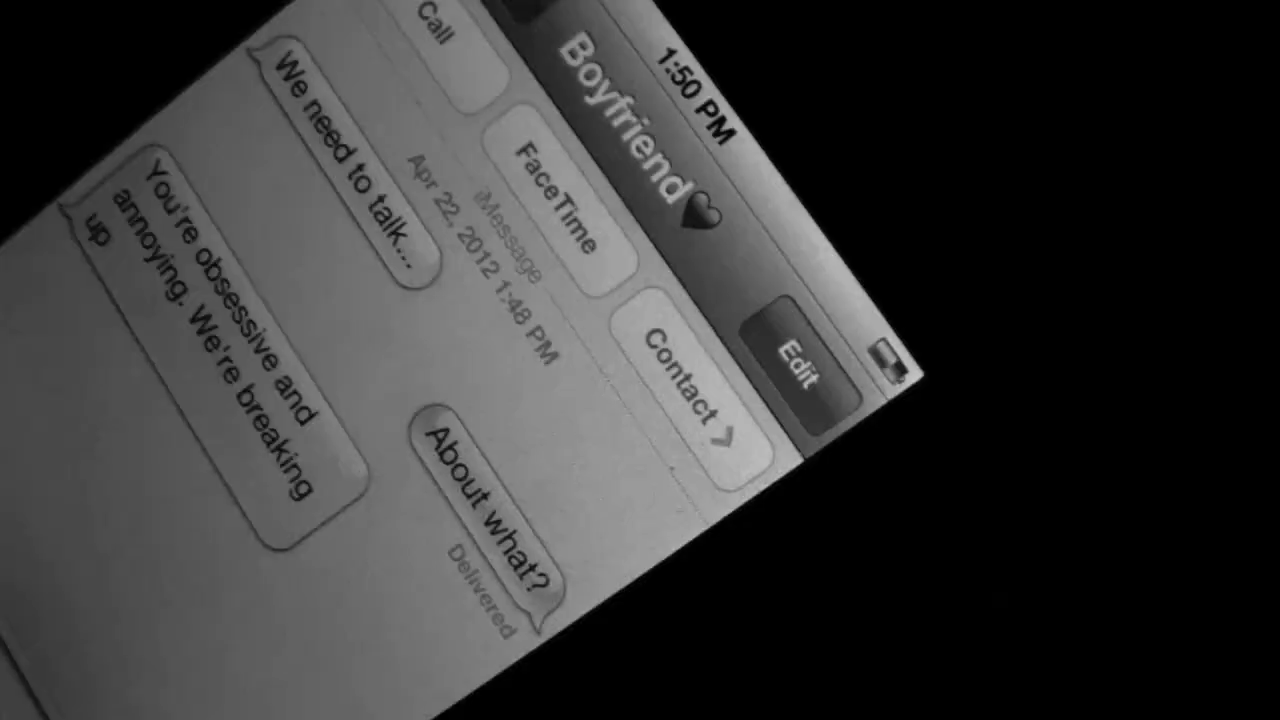 1:50 PM
Boyfriend♥
Edit
Call
FaceTime
Contact
iMessage
Apr 22, 2012 1:48 PM
We need to talk...
About what?
Delivered
You're obsessive and
annoying. We're breaking
up